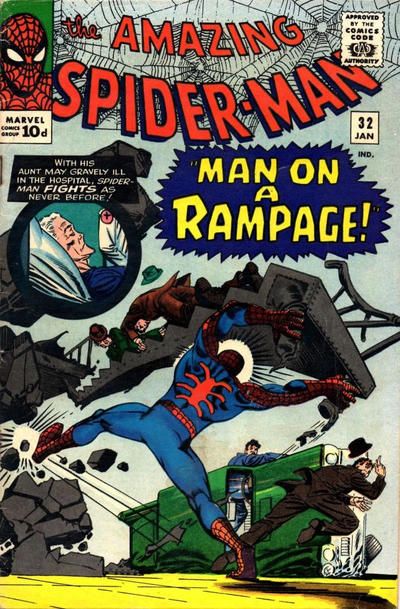 the AMAZING
SPIDER-MAN
APPROVED
BY THE
COMICS
CODE
AUTHORITY
MARVEL
COMICS
GROUP
10d
32
JAN
IND.
WITH HIS
AUNT MAY GRAVELY ILL
IN THE HOSPITAL, SPIDER-
MAN FIGHTS AS
NEVER BEFORE!
"MAN ON
A
RAMPAGE!"